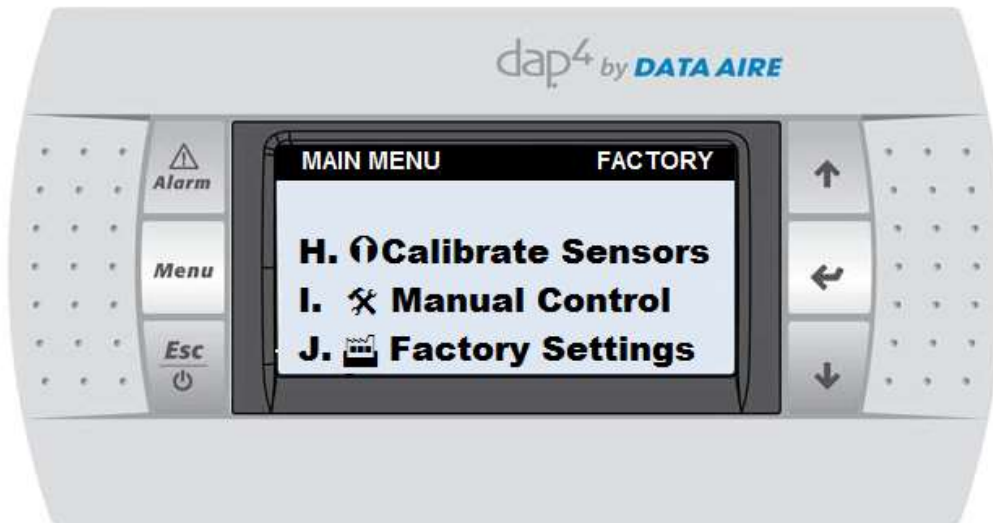 dap4 by DATA AIRE
Alarm
Menu
Esc
MAIN MENU FACTORY
H. Calibrate Sensors
I. Manual Control
J. Factory Settings